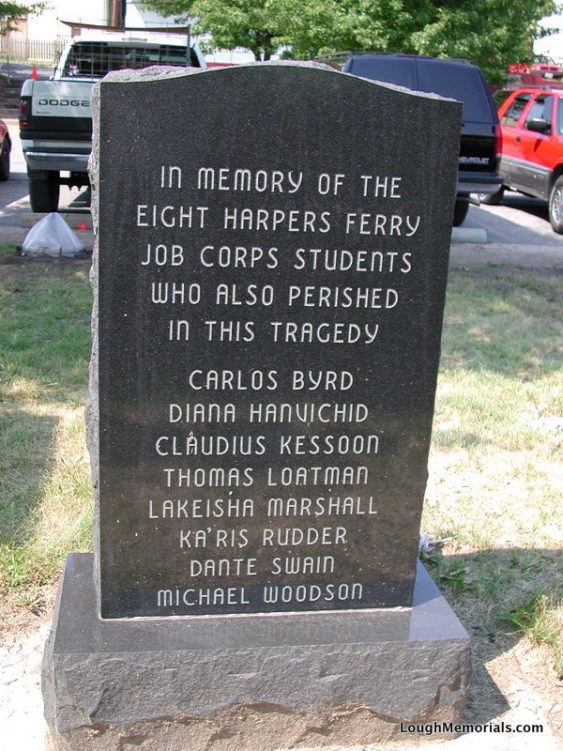 DODGE
CHEVROLET
IN MEMORY OF THE
EIGHT HARPERS FERRY
JOB CORPS STUDENTS
WHO ALSO PERISHED
IN THIS TRAGEDY
CARLOS BYRD
DIANA HANVICHID
CLAUDIUS KESSOON
THOMAS LOATMAN
LAKEISHA MARSHALL
KA'RIS RUDDER
DANTE SWAIN
MICHAEL WOODSON
LoughMemorials.com